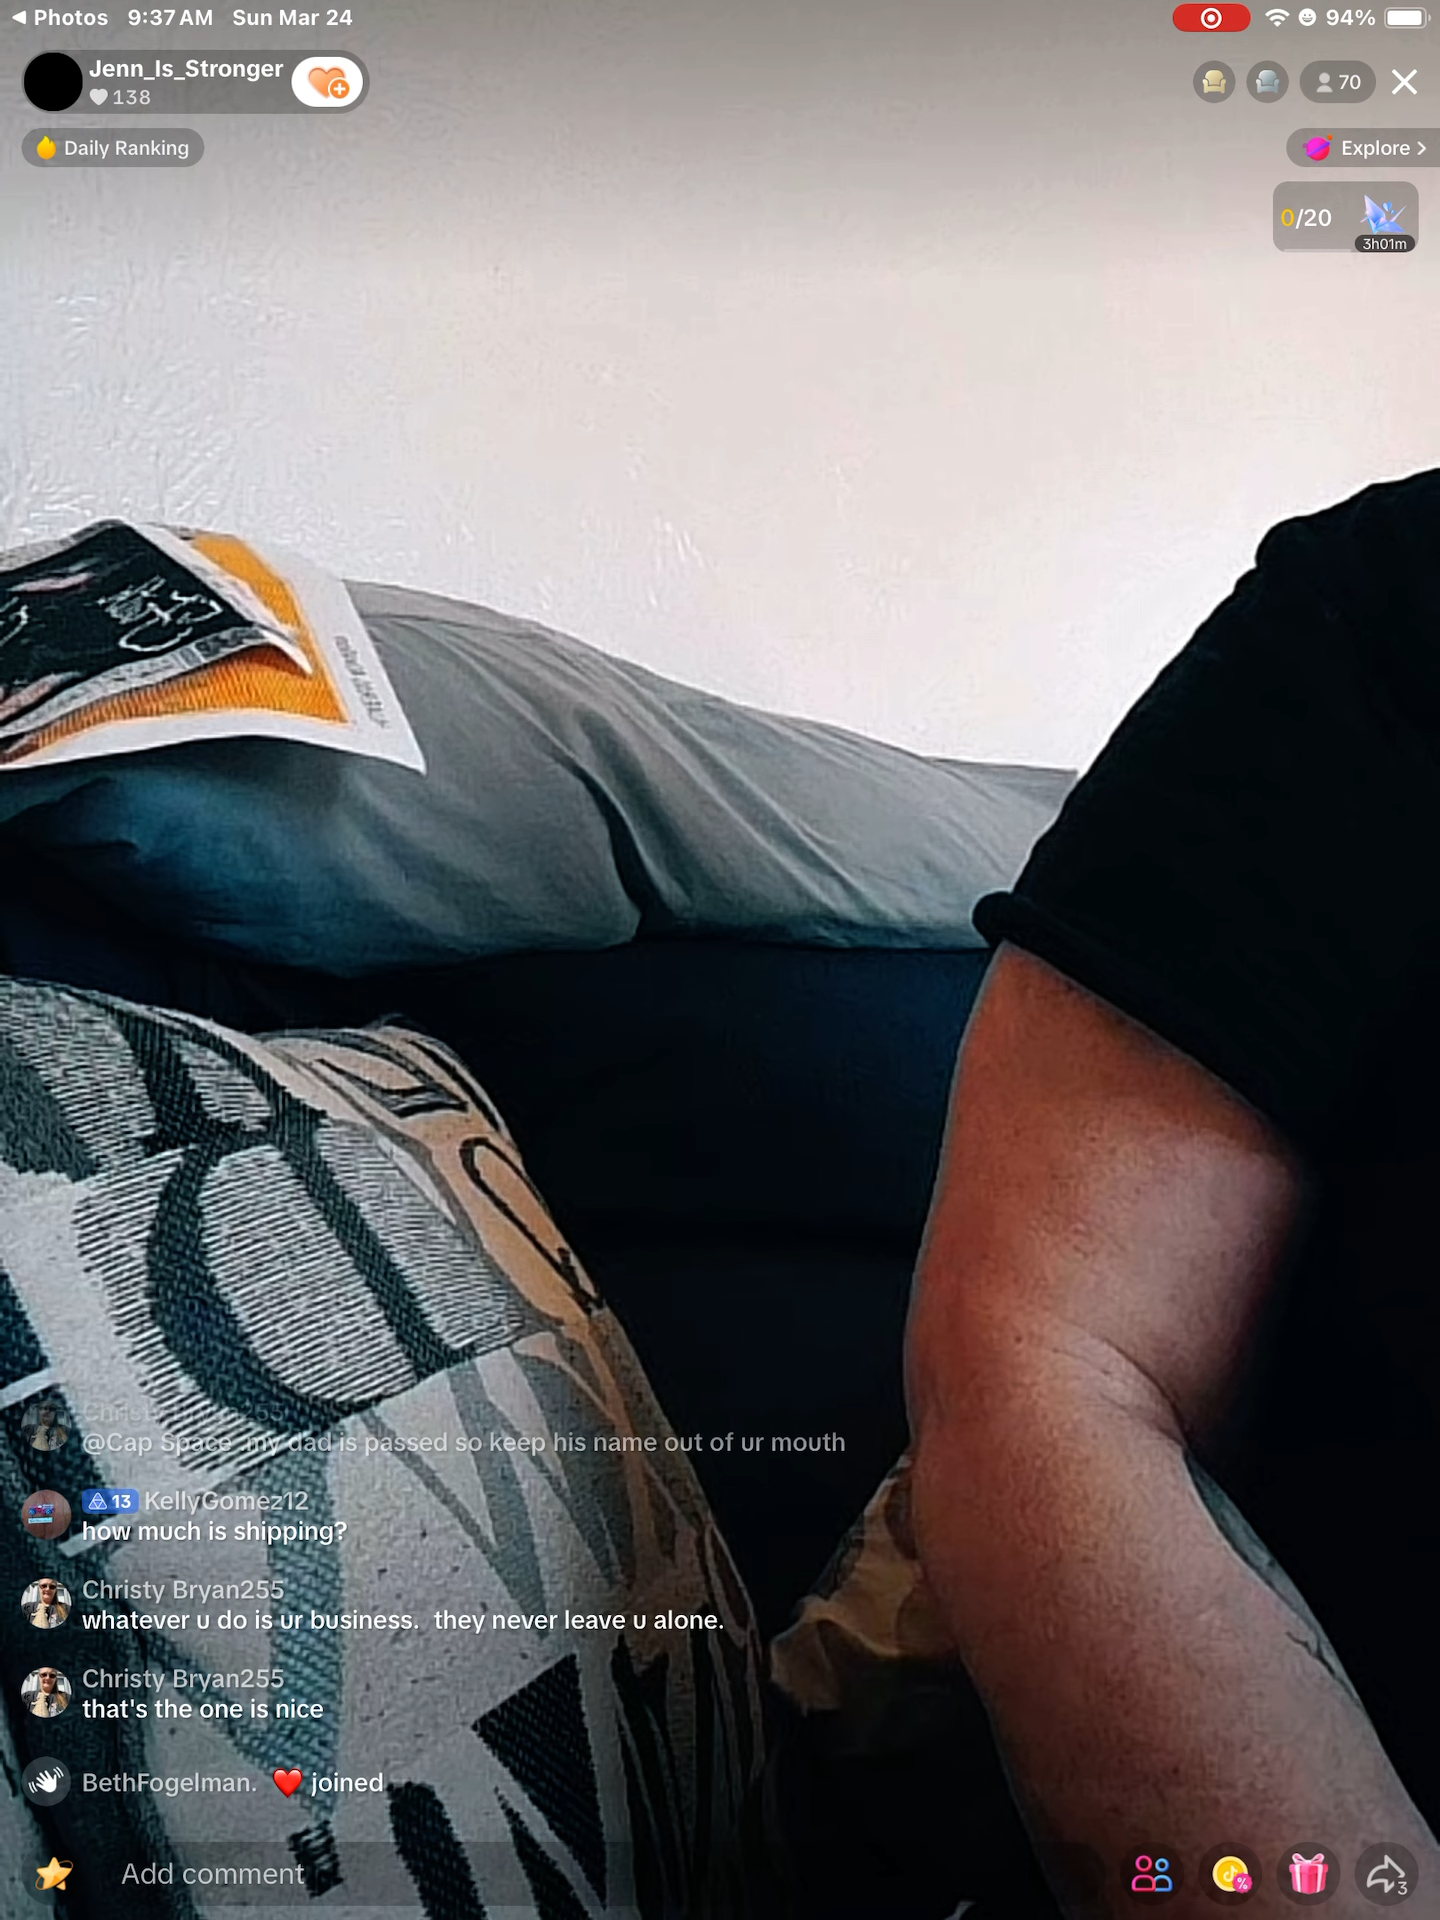 Photos 9:37 AM Sun Mar 24 94%
Jenn_Is_Stronger
138
70
Daily Ranking
Explore >
0/20
3h01m
Christy Bryan255
@Cap Space .my dad is passed so keep his name out of ur mouth
13 KellyGomez12
how much is shipping?
Christy Bryan255
whatever u do is ur business. they never leave u alone.
Christy Bryan255
that's the one is nice
BethFogelman. ❤️ joined
Add comment
3